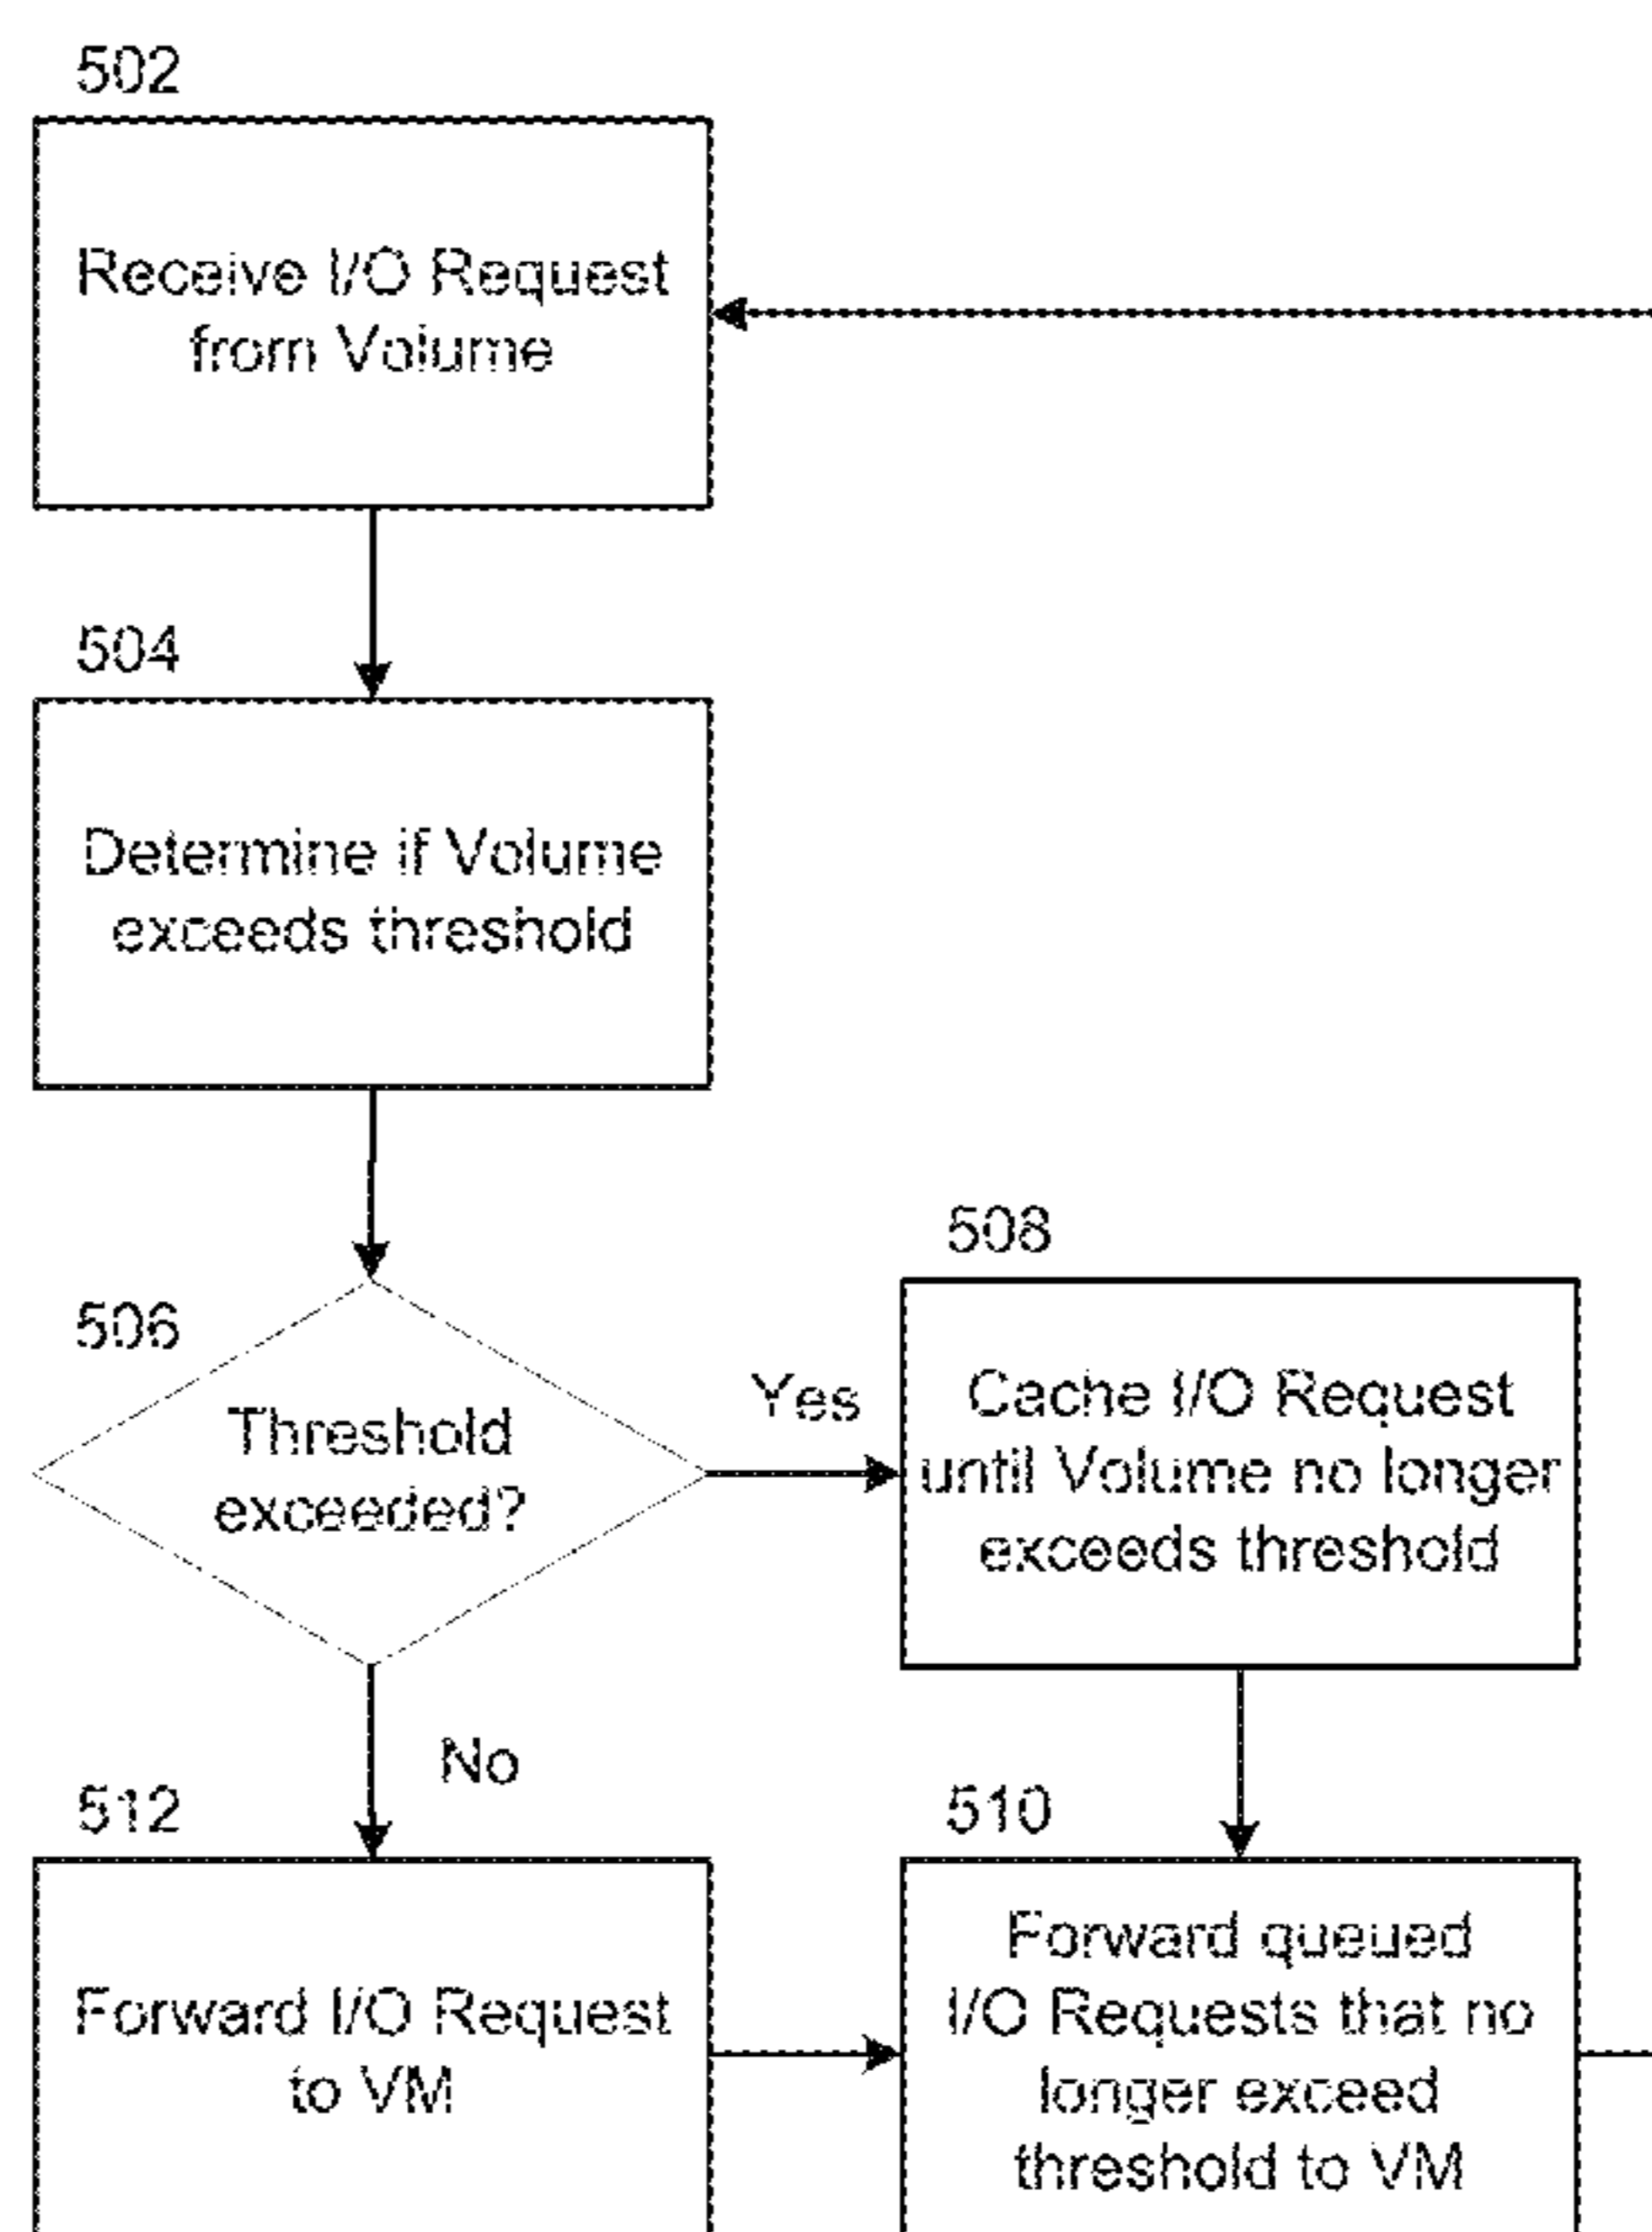 502
Receive I/O Request
from Volume
504
Determine if Volume
exceeds threshold
506
Threshold
exceeded?
Yes
508
Cache I/O Request
until Volume no longer
exceeds threshold
No
512
Forward I/O Request
to VM
510
Forward queued
I/O Requests that no
longer exceed
threshold to VM